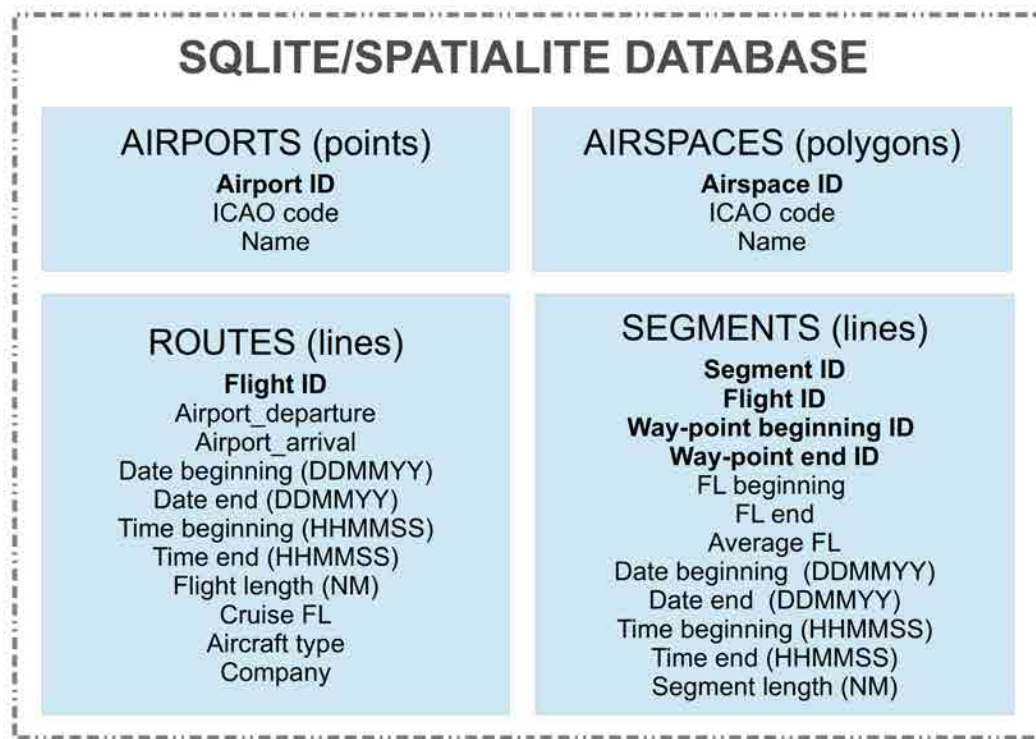 SQLITE/SPATIALITE DATABASE
AIRPORTS (points)
Airport ID
ICAO code
Name
AIRSPACES (polygons)
Airspace ID
ICAO code
Name
ROUTES (lines)
Flight ID
Airport_departure
Airport_arrival
Date beginning (DDMMYY)
Date end (DDMMYY)
Time beginning (HHMMSS)
Time end (HHMMSS)
Flight length (NM)
Cruise FL
Aircraft type
Company
SEGMENTS (lines)
Segment ID
Flight ID
Way-point beginning ID
Way-point end ID
FL beginning
FL end
Average FL
Date beginning (DDMMYY)
Date end (DDMMYY)
Time beginning (HHMMSS)
Time end (HHMMSS)
Segment length (NM)